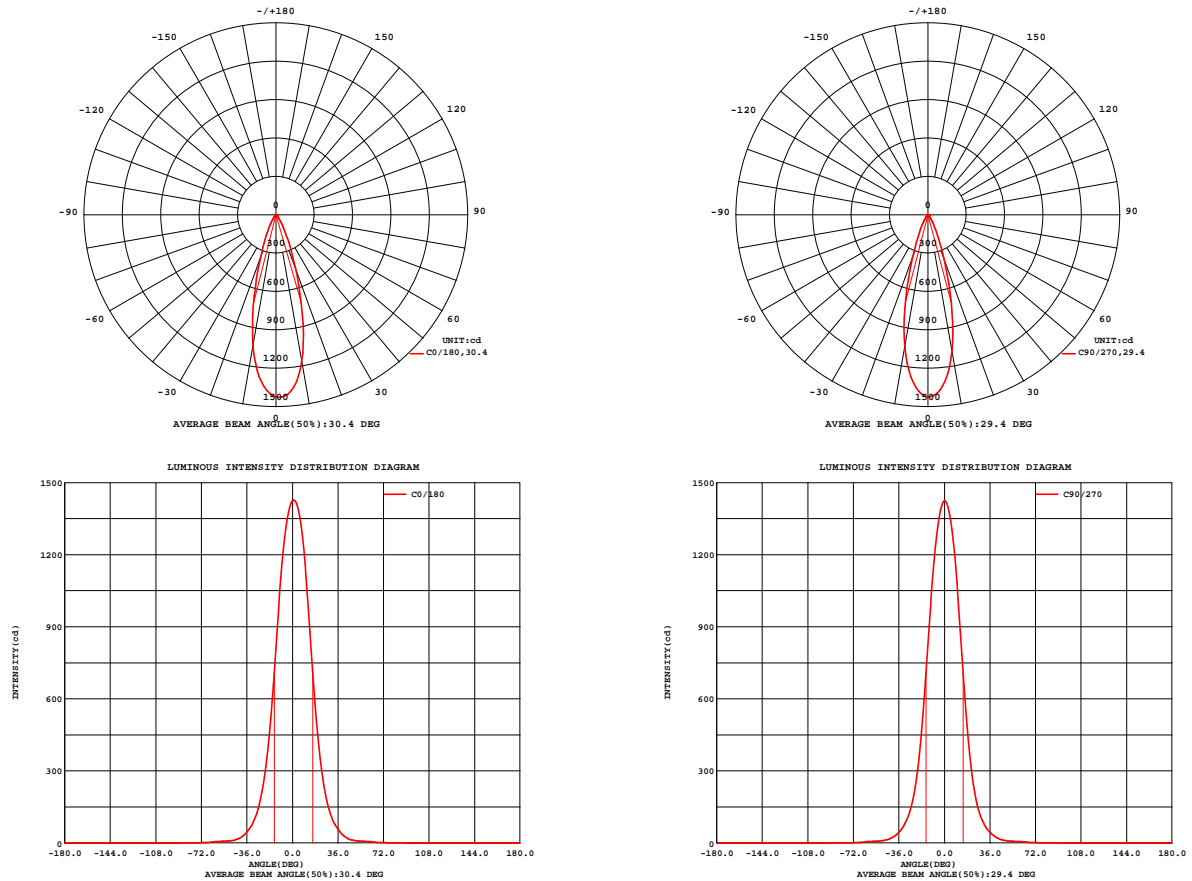 -/+180
-150
150
-120
120
-90
90
0
300
600
900
1200
1500
-60
60
-30
30
0
UNIT:cd
C0/180,30.4
AVERAGE BEAM ANGLE(50%):30.4 DEG
-/+180
-150
150
-120
120
-90
90
0
300
600
900
1200
1500
-60
60
-30
30
0
UNIT:cd
C90/270,29.4
AVERAGE BEAM ANGLE(50%):29.4 DEG
LUMINOUS INTENSITY DISTRIBUTION DIAGRAM
C0/180
1500
1200
900
600
300
0
INTENSITY(cd)
-180.0 -144.0 -108.0 -72.0 -36.0 0.0 36.0 72.0 108.0 144.0 180.0
ANGLE(DEG)
AVERAGE BEAM ANGLE(50%):30.4 DEG
LUMINOUS INTENSITY DISTRIBUTION DIAGRAM
C90/270
1500
1200
900
600
300
0
INTENSITY(cd)
-180.0 -144.0 -108.0 -72.0 -36.0 0.0 36.0 72.0 108.0 144.0 180.0
ANGLE(DEG)
AVERAGE BEAM ANGLE(50%):29.4 DEG